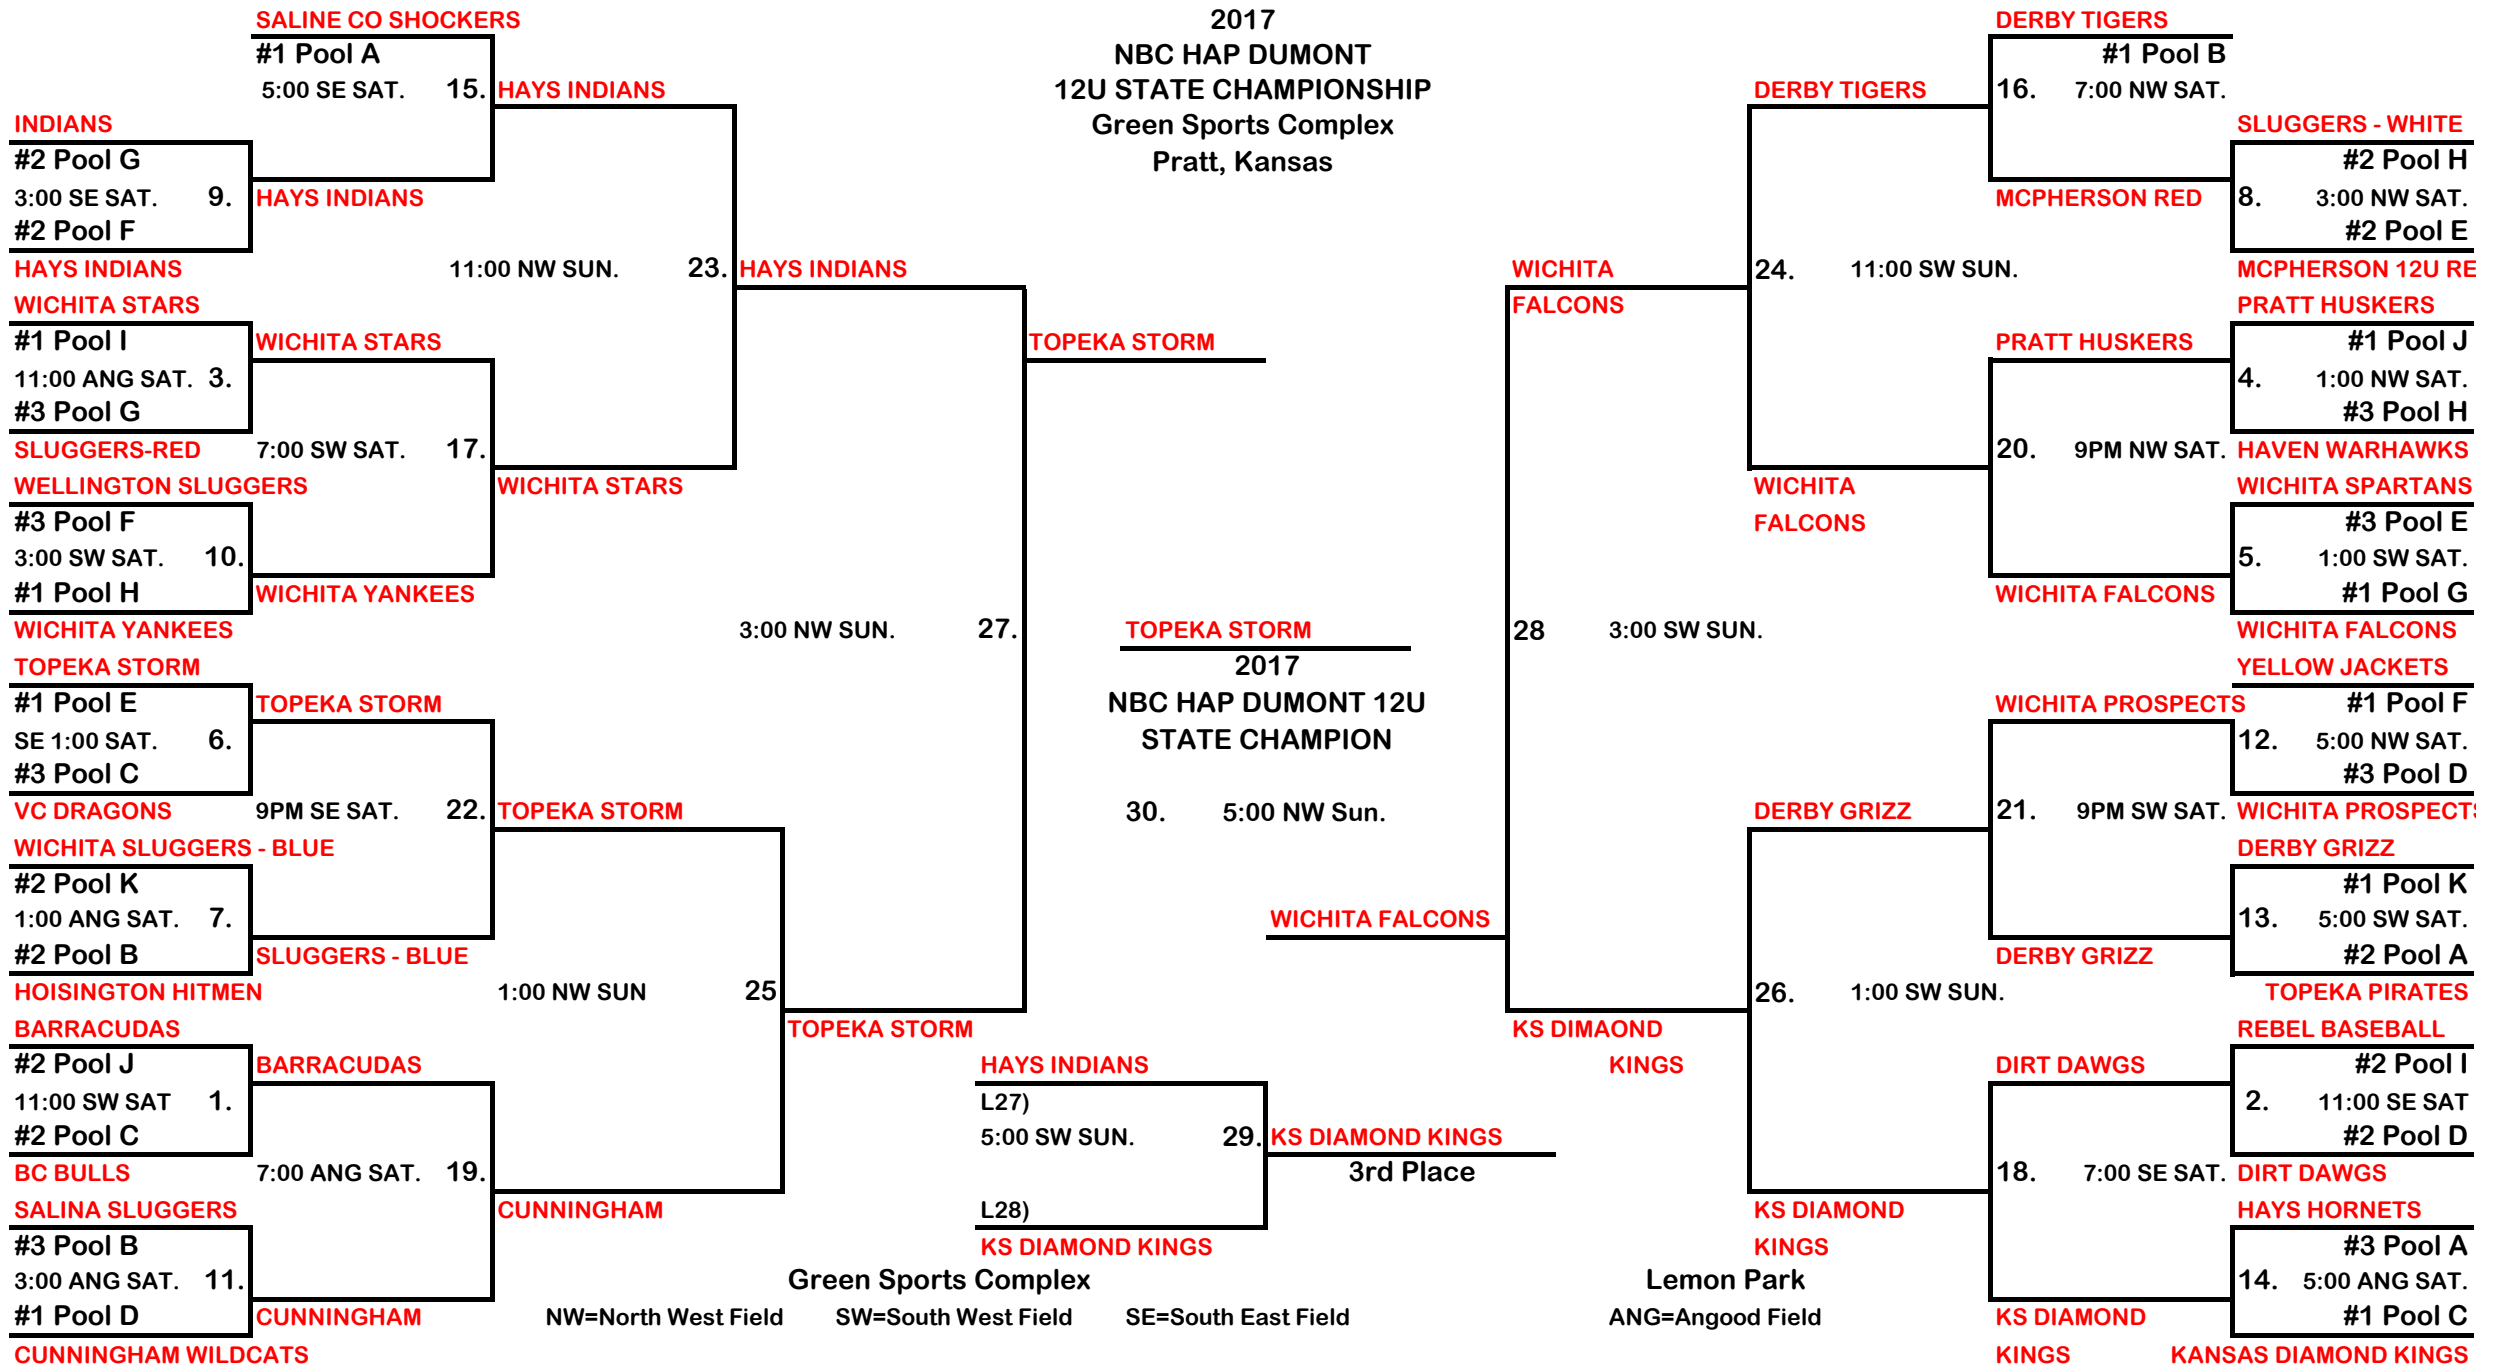 SALINE CO SHOCKERS
#1 Pool A
5:00 SE SAT. 15. HAYS INDIANS
INDIANS
#2 Pool G
3:00 SE SAT. 9. HAYS INDIANS
#2 Pool F
HAYS INDIANS
11:00 NW SUN. 23. HAYS INDIANS
WICHITA STARS
#1 Pool I
WICHITA STARS
11:00 ANG SAT. 3.
#3 Pool G
SLUGGERS-RED
7:00 SW SAT. 17.
WICHITA STARS
WELLINGTON SLUGGERS
#3 Pool F
3:00 SW SAT. 10.
#1 Pool H
WICHITA YANKEES
WICHITA YANKEES
3:00 NW SUN. 27.
TOPEKA STORM
TOPEKA STORM
#1 Pool E
TOPEKA STORM
SE 1:00 SAT. 6.
#3 Pool C
VC DRAGONS
9PM SE SAT. 22. TOPEKA STORM
WICHITA SLUGGERS - BLUE
#2 Pool K
1:00 ANG SAT. 7.
#2 Pool B
SLUGGERS - BLUE
HOISINGTON HITMEN
1:00 NW SUN 25
TOPEKA STORM
BARRACUDAS
#2 Pool J
BARRACUDAS
11:00 SW SAT 1.
#2 Pool C
BC BULLS
7:00 ANG SAT. 19.
CUNNINGHAM
SALINA SLUGGERS
#3 Pool B
3:00 ANG SAT. 11.
#1 Pool D
CUNNINGHAM
CUNNINGHAM WILDCATS
2017
NBC HAP DUMONT
12U STATE CHAMPIONSHIP
Green Sports Complex
Pratt, Kansas
TOPEKA STORM
2017
NBC HAP DUMONT 12U
STATE CHAMPION
30. 5:00 NW Sun.
WICHITA FALCONS
HAYS INDIANS
L27)
5:00 SW SUN. 29. KS DIAMOND KINGS
3rd Place
L28)
KS DIAMOND KINGS
DERBY TIGERS
#1 Pool B
DERBY TIGERS
16. 7:00 NW SAT.
SLUGGERS - WHITE
#2 Pool H
MCPHERSON RED
8. 3:00 NW SAT.
#2 Pool E
MCPHERSON 12U RE
WICHITA
FALCONS
24. 11:00 SW SUN.
PRATT HUSKERS
#1 Pool J
PRATT HUSKERS
4. 1:00 NW SAT.
#3 Pool H
20. 9PM NW SAT.
HAVEN WARHAWKS
WICHITA
FALCONS
WICHITA SPARTANS
#3 Pool E
5. 1:00 SW SAT.
WICHITA FALCONS
#1 Pool G
WICHITA FALCONS
28 3:00 SW SUN.
YELLOW JACKETS
#1 Pool F
WICHITA PROSPECTS
12. 5:00 NW SAT.
#3 Pool D
DERBY GRIZZ
21. 9PM SW SAT.
WICHITA PROSPECTS
DERBY GRIZZ
#1 Pool K
13. 5:00 SW SAT.
#2 Pool A
DERBY GRIZZ
TOPEKA PIRATES
26. 1:00 SW SUN.
KS DIMAOND
KINGS
REBEL BASEBALL
#2 Pool I
DIRT DAWGS
2. 11:00 SE SAT
#2 Pool D
18. 7:00 SE SAT.
DIRT DAWGS
KS DIAMOND
KINGS
HAYS HORNETS
#3 Pool A
14. 5:00 ANG SAT.
#1 Pool C
KS DIAMOND
KINGS
KANSAS DIAMOND KINGS
Green Sports Complex
NW=North West Field SW=South West Field SE=South East Field
Lemon Park
ANG=Angood Field